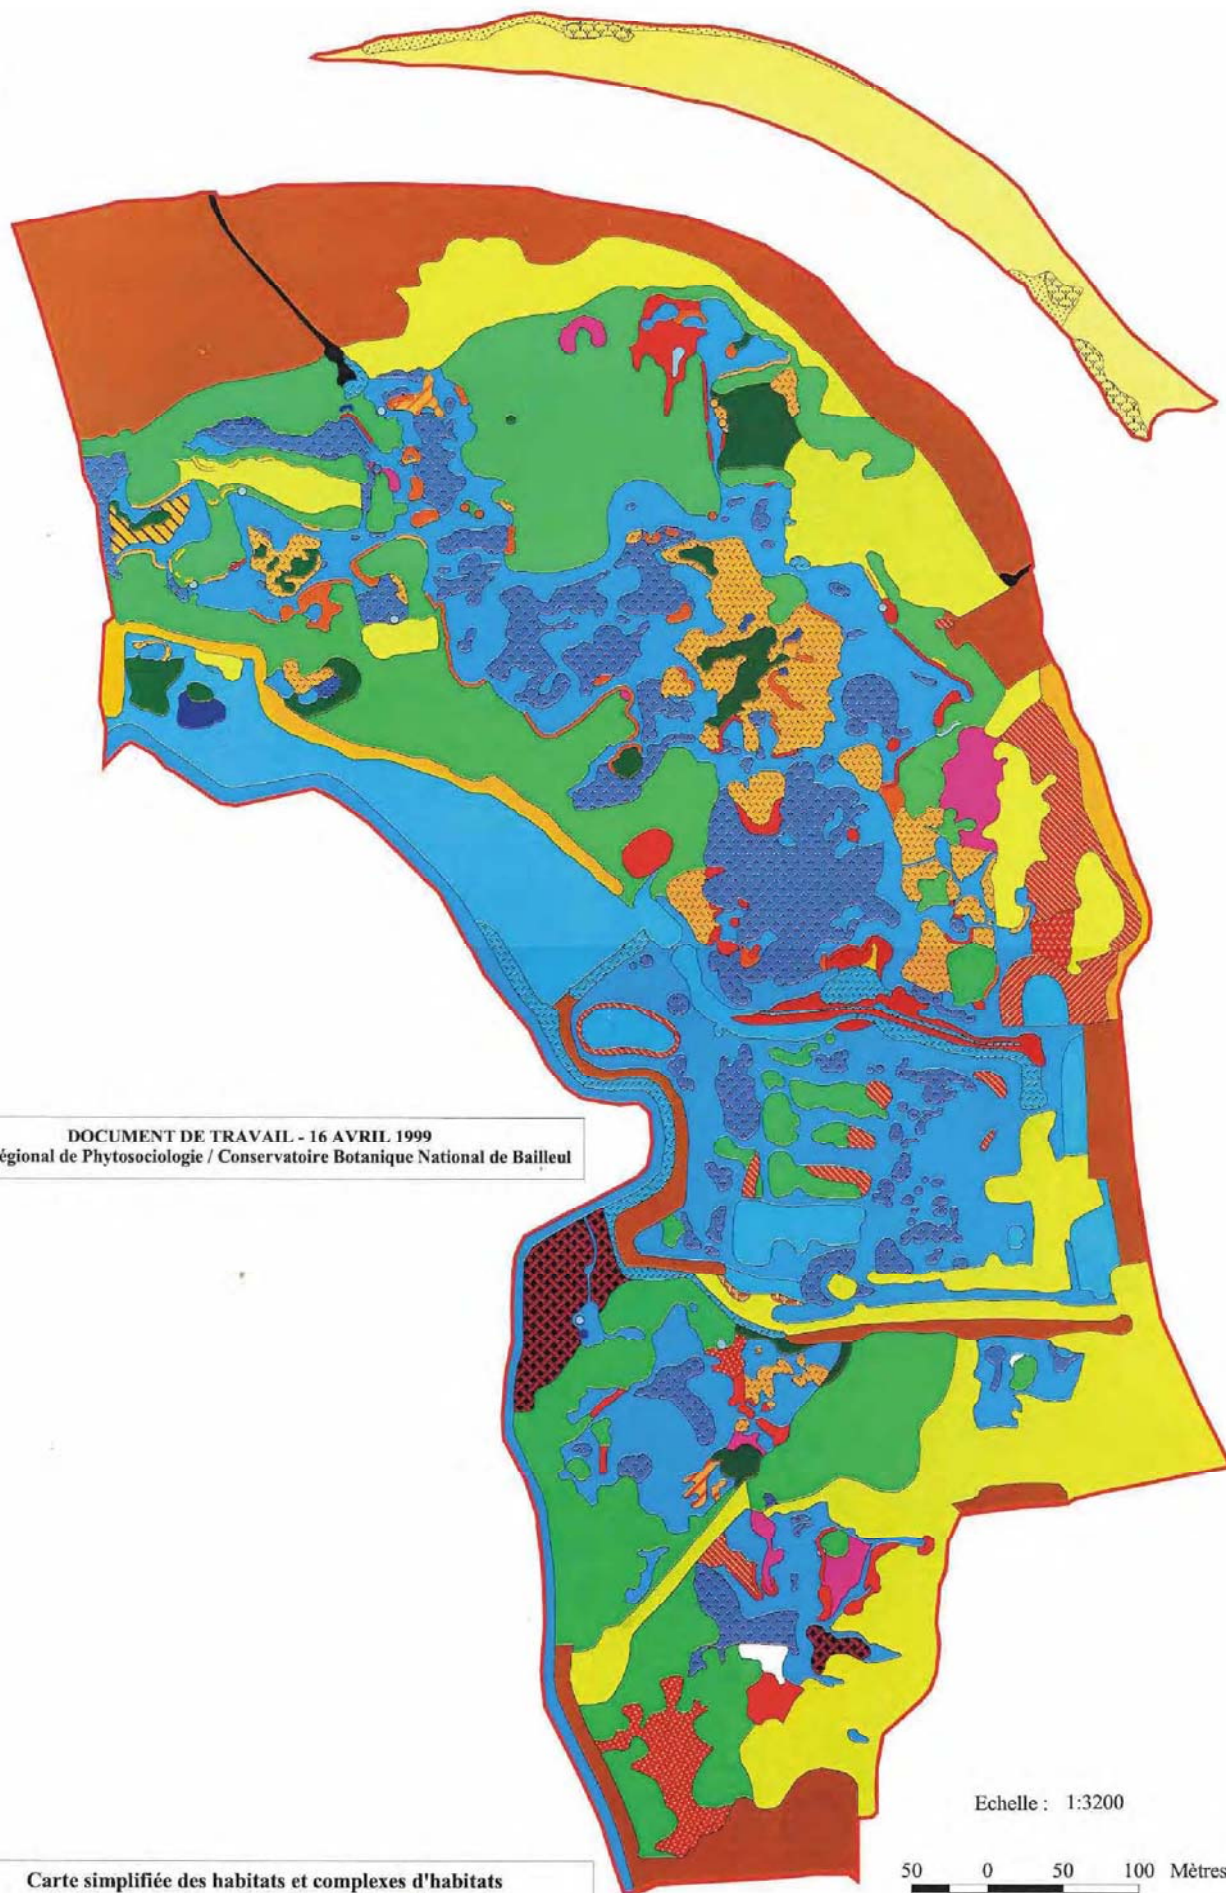 DOCUMENT DE TRAVAIL - 16 AVRIL 1999
égional de Phytosociologie / Conservatoire Botanique National de Bailleul
Echelle : 1:3200
50 0 50 100 Mètres
Carte simplifiée des habitats et complexes d'habitats